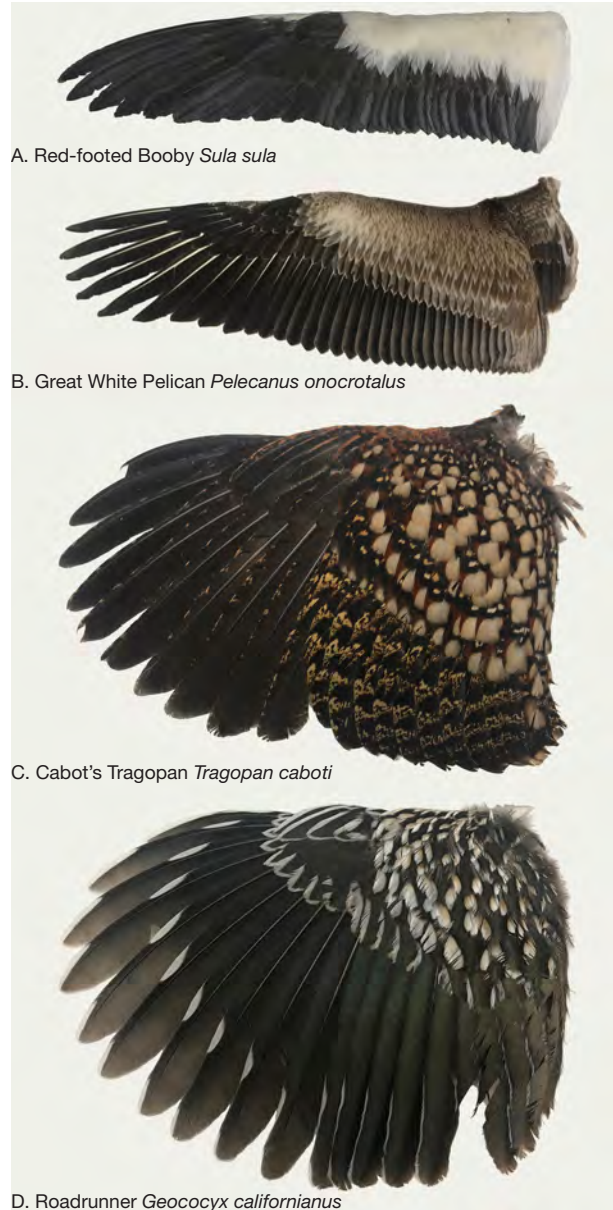 A. Red-footed Booby Sula sula
B. Great White Pelican Pelecanus onocrotalus
C. Cabot's Tragopan Tragopan caboti
D. Roadrunner Geococyx californianus